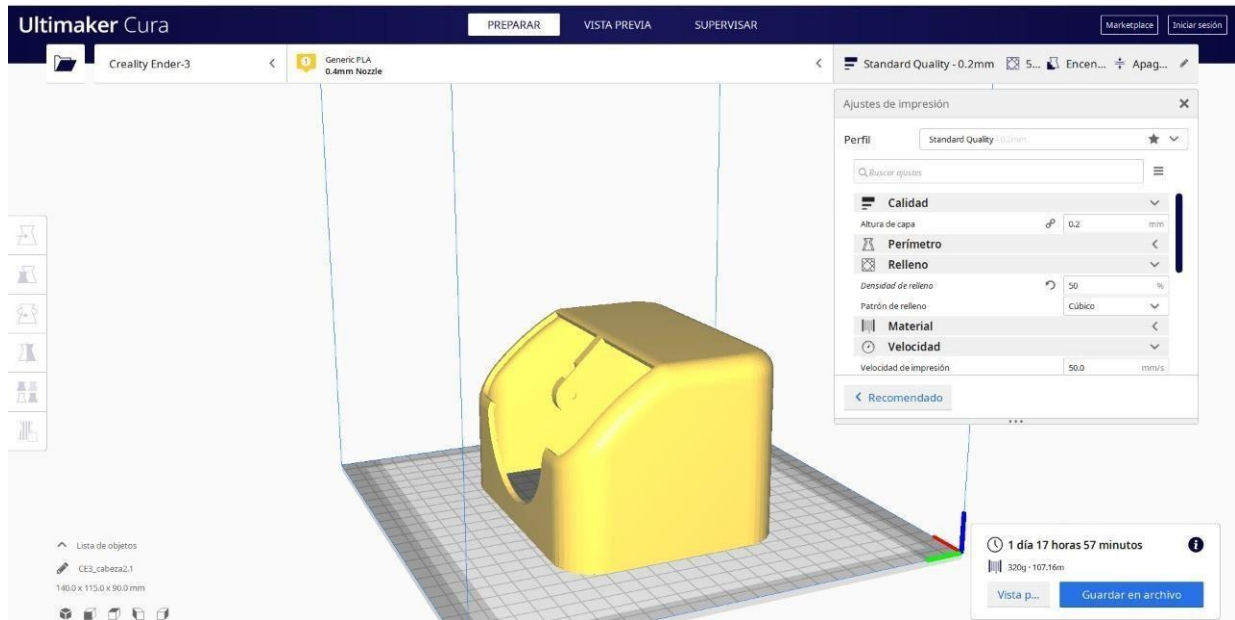 Ultimaker Cura
PREPARAR
VISTA PREVIA
SUPERVISAR
Marketplace
Iniciar sesión
Creality Ender-3
Generic PLA
0.4mm Nozzle
Standard Quality - 0.2mm
5...
Encen...
Apag...
Ajustes de impresión
Perfil
Standard Quality - 0.2mm
Buscar ajustes
Calidad
Altura de capa
0.2
mm
Perímetro
Relleno
Densidad de relleno
50
%
Patrón de relleno
Cúbico
Material
Velocidad
Velocidad de impresión
50.0
mm/s
Recomendado
Lista de objetos
CE3_cabeza2.1
140.0 x 115.0 x 90.0 mm
1 día 17 horas 57 minutos
320g · 107.16m
Vista p...
Guardar en archivo